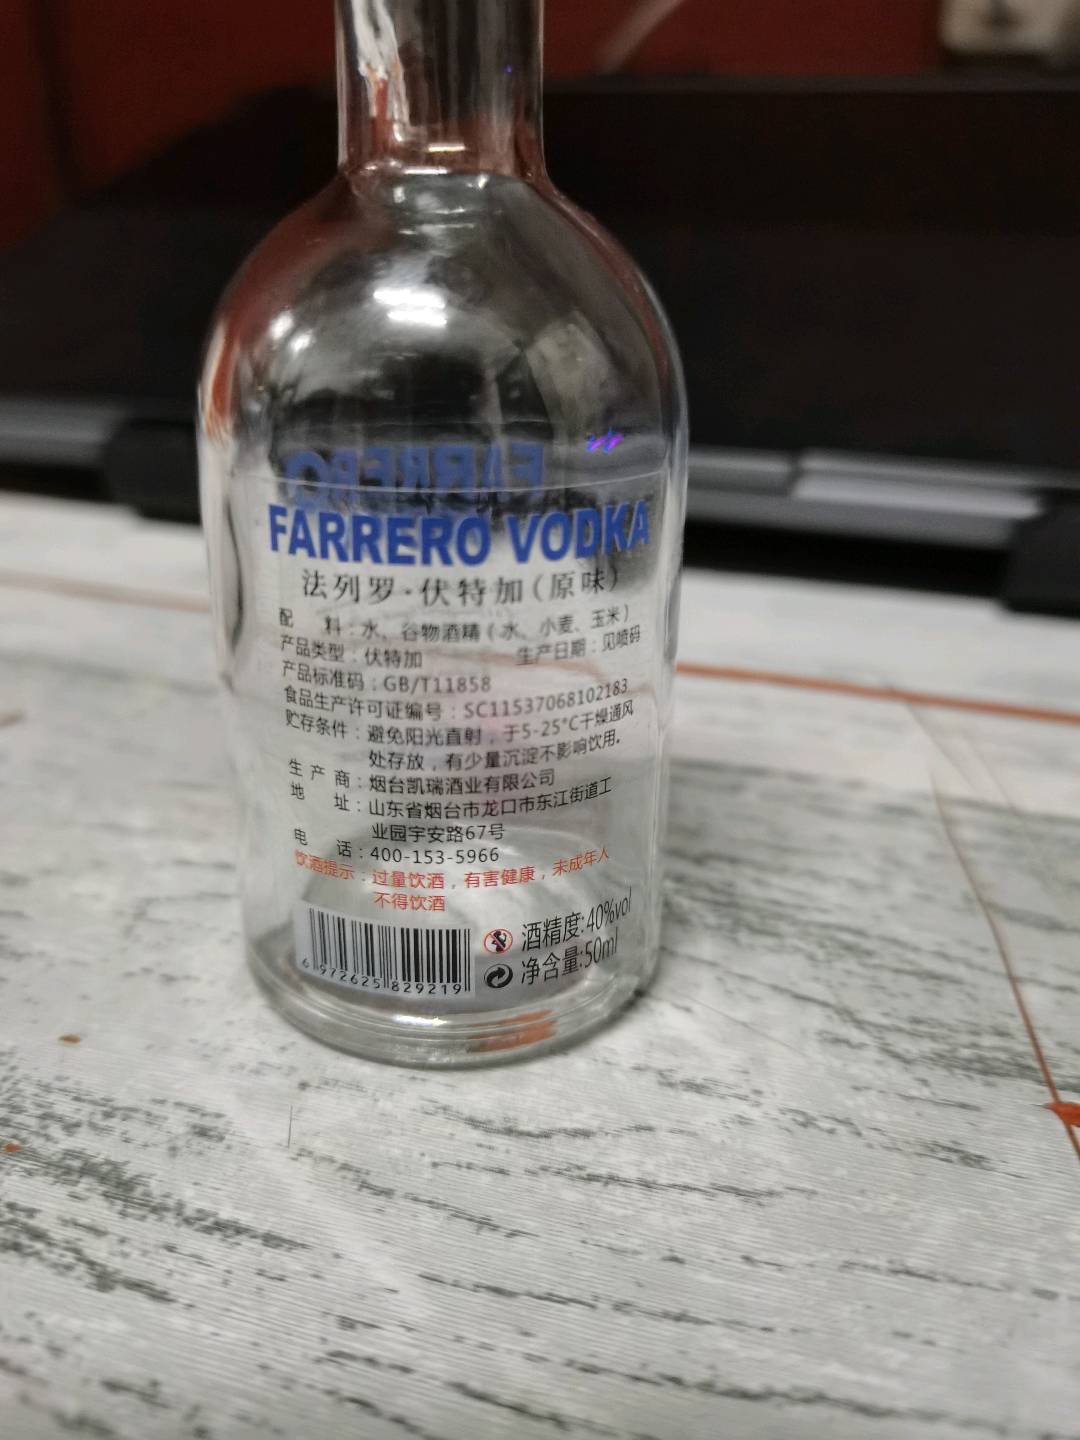 FARRERO
FARRERO VODKA
法列罗·伏特加(原味)
配 料：水、谷物酒精（水、小麦、玉米）
产品类型：伏特加 生产日期：见喷码
产品标准码：GB/T11858
食品生产许可证编号：SC11537068102183
贮存条件：避免阳光直射，于5-25°C干燥通风
处存放，有少量沉淀不影响饮用。
生 产 商：烟台凯瑞酒业有限公司
地 址：山东省烟台市龙口市东江街道工
业园宇安路67号
电 话：400-153-5966
饮酒提示：过量饮酒，有害健康，未成年人
不得饮酒
酒精度:40%vol
净含量:50ml
6 972625 829219